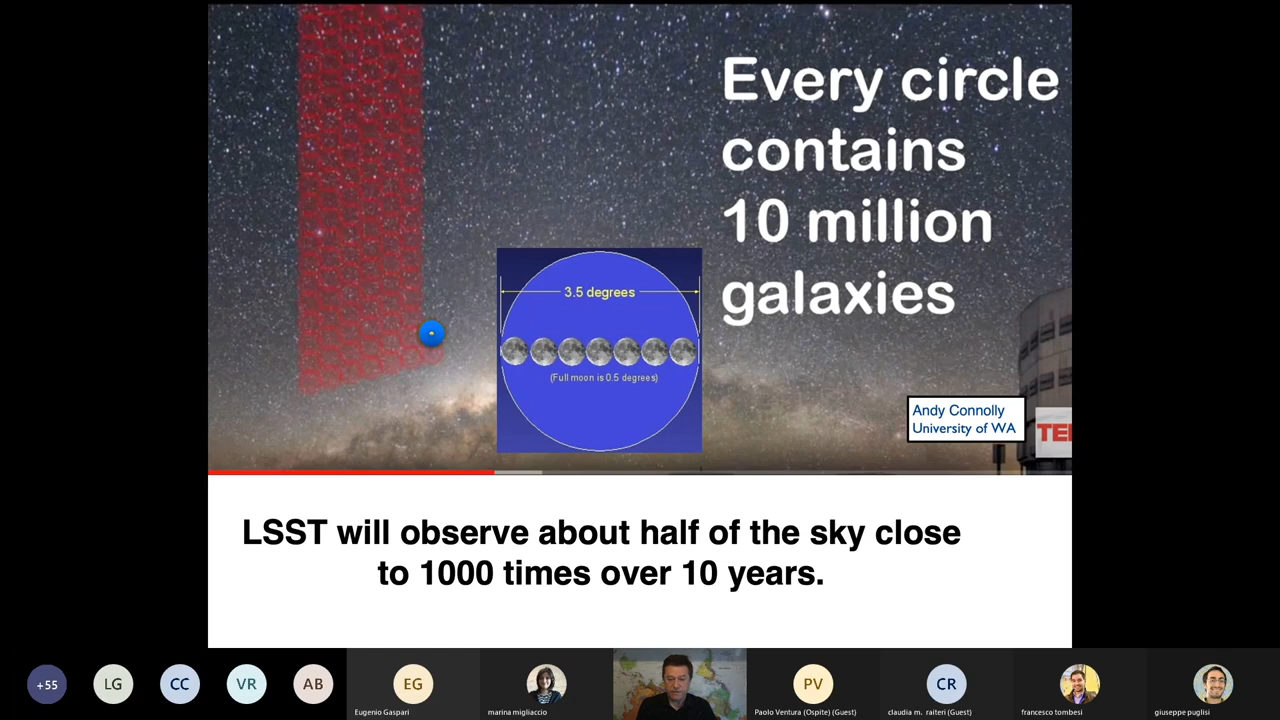 Every circle
contains
10 million
galaxies
3.5 degrees
(Full moon is 0.5 degrees)
Andy Connolly
University of WA
TED
LSST will observe about half of the sky close
to 1000 times over 10 years.
+55
LG
CC
VR
AB
EG
PV
CR
Eugenio Gaspari
marina migliaccio
Paolo Ventura (Ospite) (Guest)
claudia m. raiteri (Guest)
francesco tombesi
giuseppe puglisi